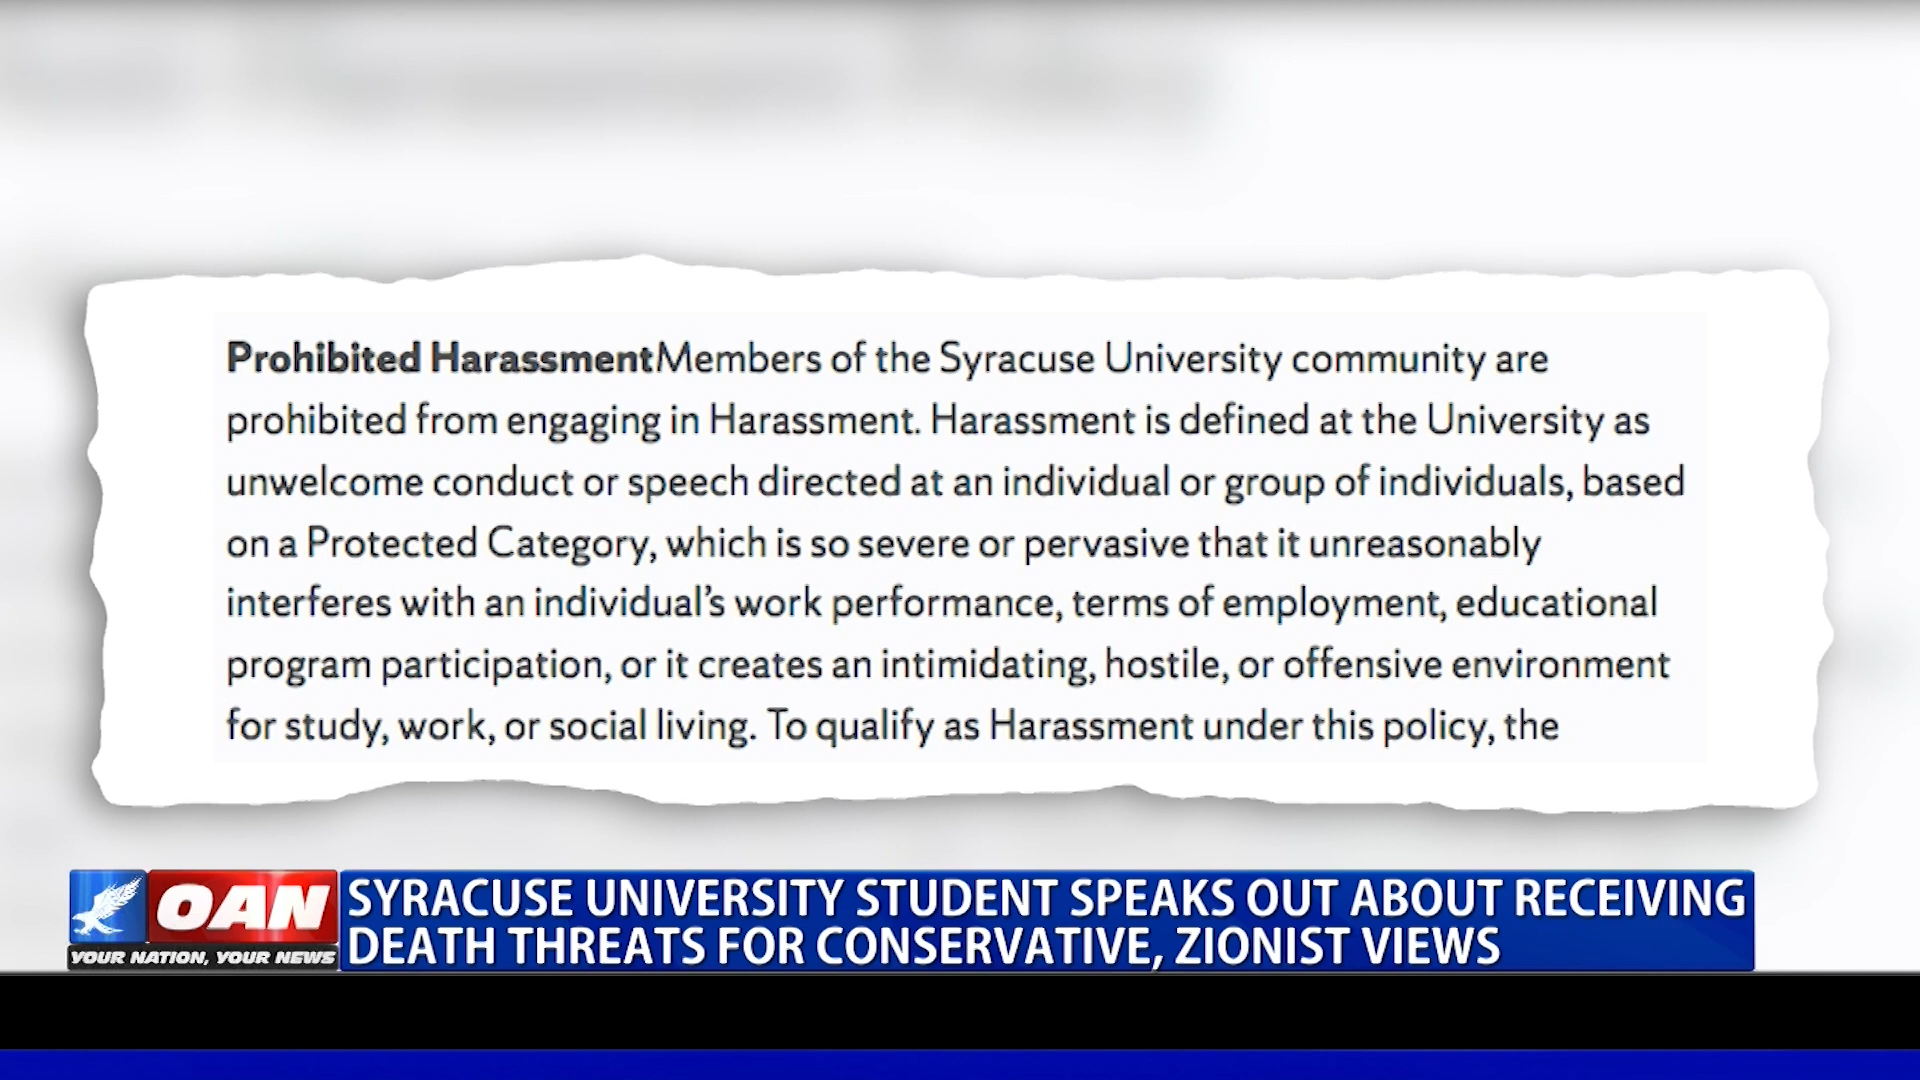 Prohibited HarassmentMembers of the Syracuse University community are
prohibited from engaging in Harassment. Harassment is defined at the University as
unwelcome conduct or speech directed at an individual or group of individuals, based
on a Protected Category, which is so severe or pervasive that it unreasonably
interferes with an individual’s work performance, terms of employment, educational
program participation, or it creates an intimidating, hostile, or offensive environment
for study, work, or social living. To qualify as Harassment under this policy, the
OAN
YOUR NATION, YOUR NEWS
SYRACUSE UNIVERSITY STUDENT SPEAKS OUT ABOUT RECEIVING
DEATH THREATS FOR CONSERVATIVE, ZIONIST VIEWS